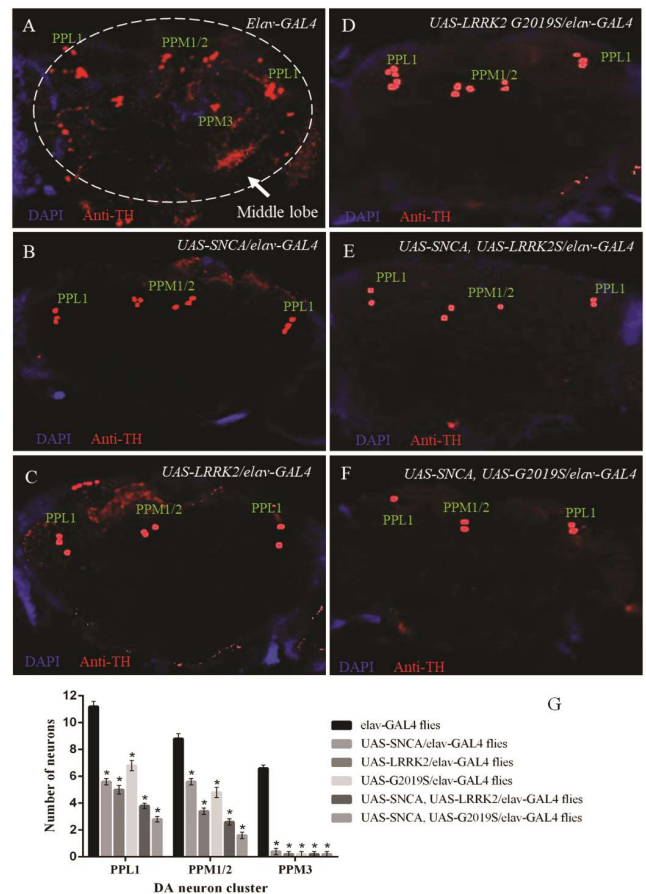 A
Elav-GAL4
PPL1
PPM1/2
PPL1
PPM3
DAPI Anti-TH
Middle lobe
B
UAS-SNCA/elav-GAL4
PPL1
PPM1/2
PPL1
DAPI Anti-TH
C
UAS-LRRK2/elav-GAL4
PPL1
PPM1/2
PPL1
DAPI Anti-TH
D
UAS-LRRK2 G2019S/elav-GAL4
PPL1
PPM1/2
PPL1
DAPI Anti-TH
E
UAS-SNCA, UAS-LRRK2S/elav-GAL4
PPL1
PPM1/2
PPL1
DAPI Anti-TH
F
UAS-SNCA, UAS-G2019S/elav-GAL4
PPL1
PPM1/2
PPL1
DAPI Anti-TH
G
Number of neurons
12
10
8
6
4
2
0
* * * * *
* * * * *
* * * * *
PPL1 PPM1/2 PPM3
DA neuron cluster
elav-GAL4 flies
UAS-SNCA/elav-GAL4 flies
UAS-LRRK2/elav-GAL4 flies
UAS-G2019S/elav-GAL4 flies
UAS-SNCA, UAS-LRRK2/elav-GAL4 flies
UAS-SNCA, UAS-G2019S/elav-GAL4 flies